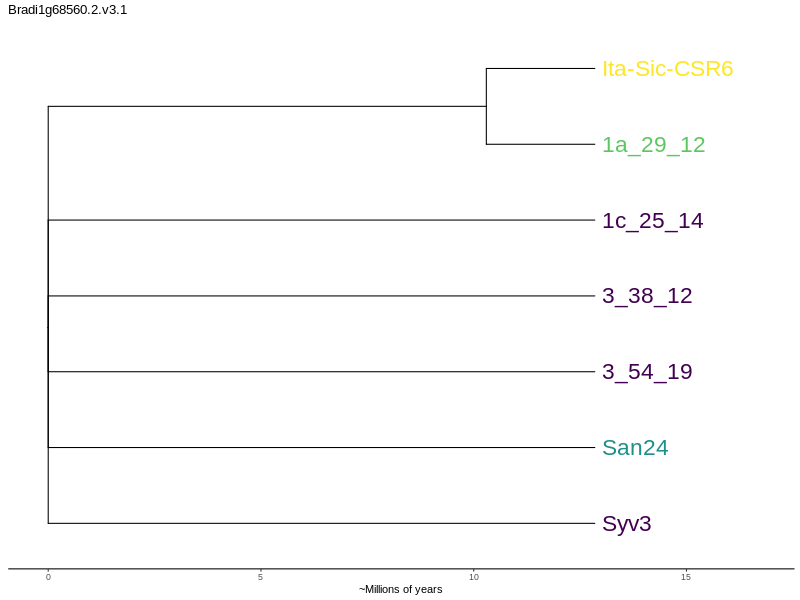 Bradi1g68560.2.v3.1
Ita-Sic-CSR6
1a_29_12
1c_25_14
3_38_12
3_54_19
San24
Syv3
0 5 10 15
~Millions of years